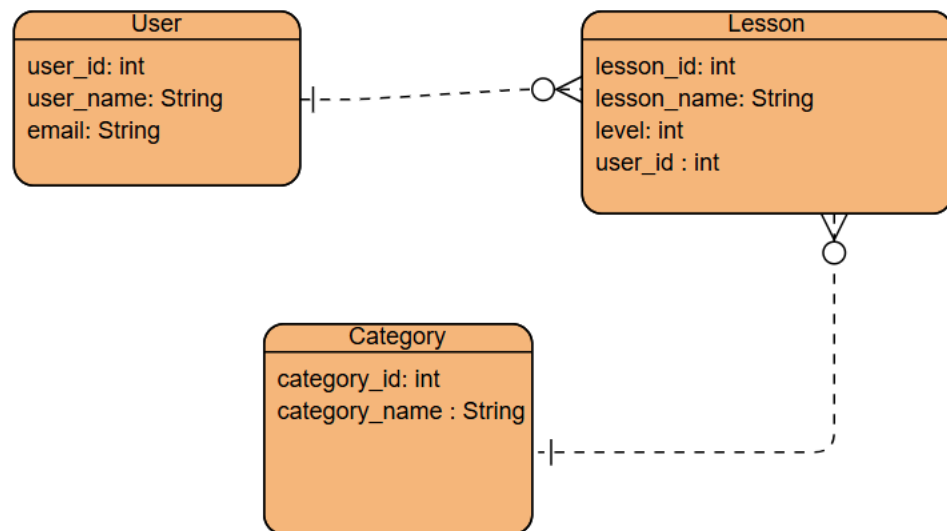 User
user_id: int
user_name: String
email: String
Lesson
lesson_id: int
lesson_name: String
level: int
user_id : int
Category
category_id: int
category_name : String